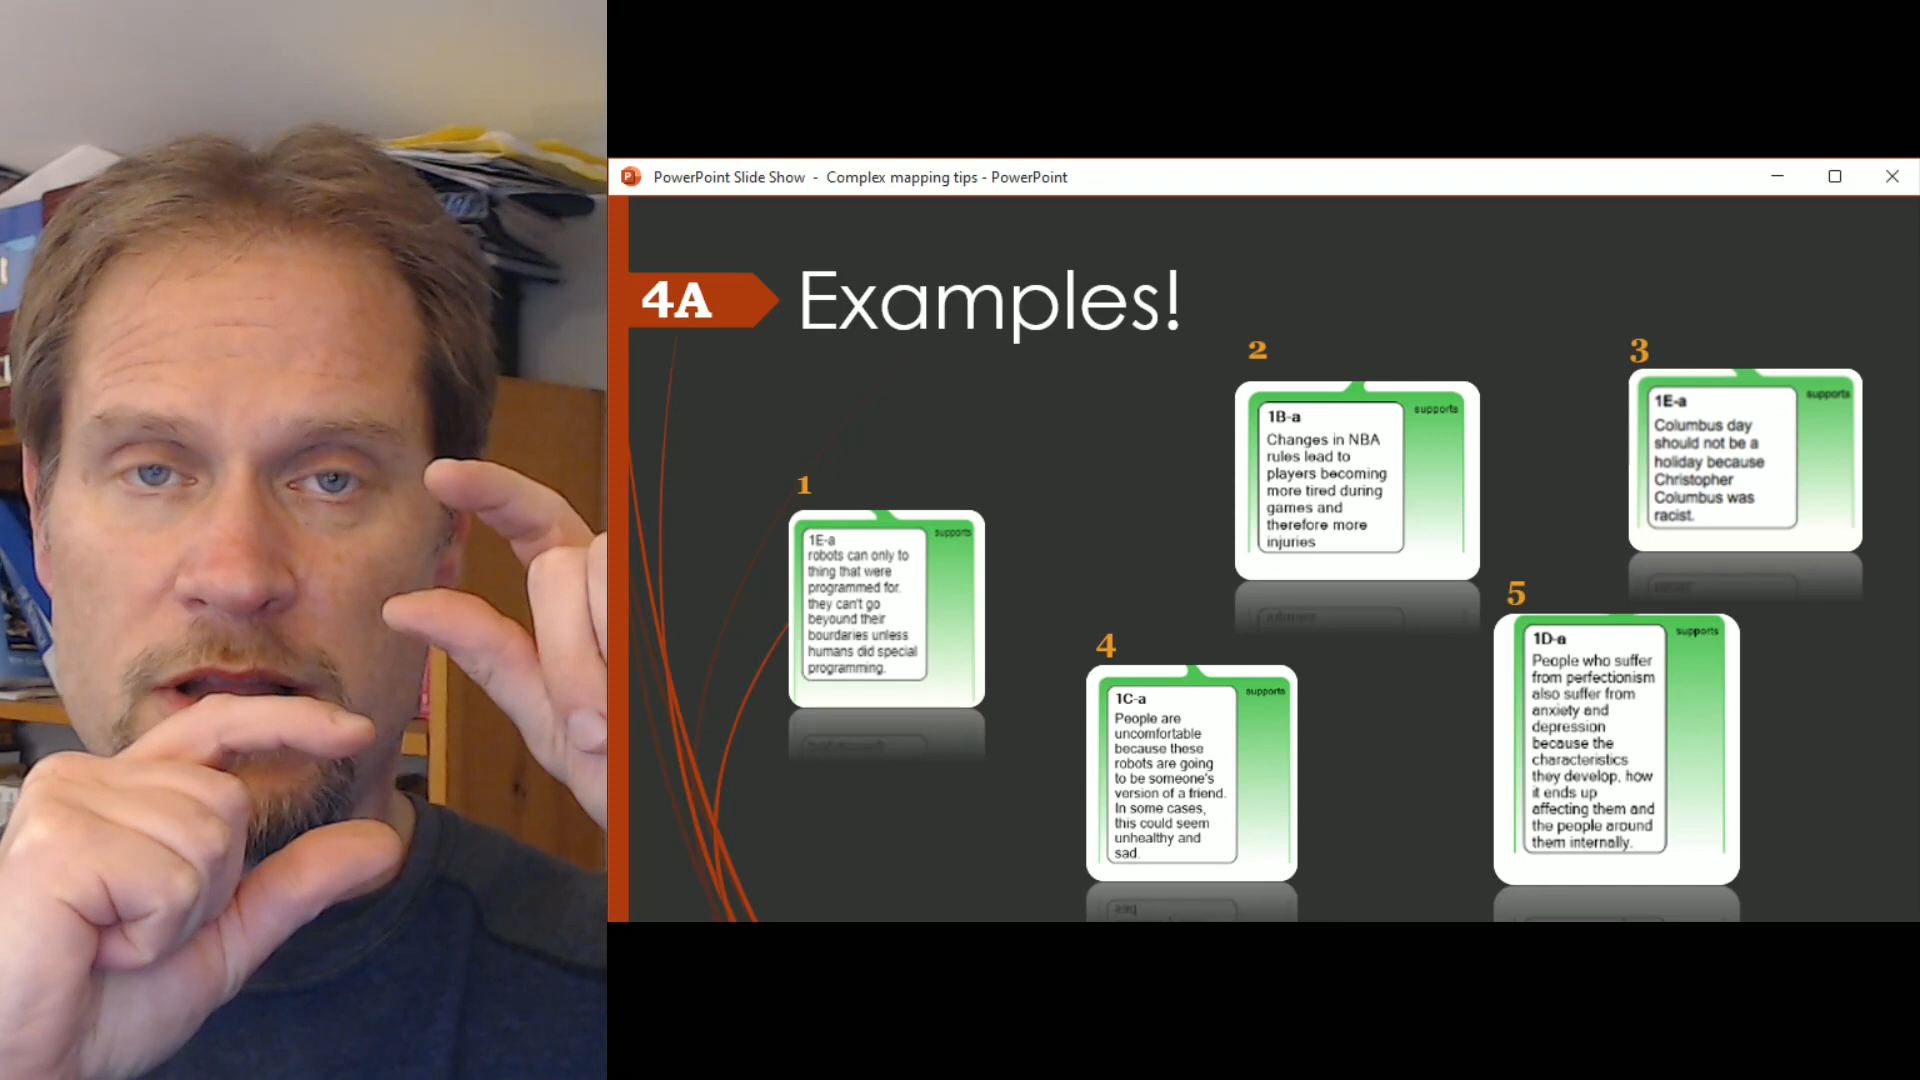 PowerPoint Slide Show - Complex mapping tips - PowerPoint
4A
Examples!
1
1E-a
supports
robots can only to
thing that were
programmed for.
they can't go
beyound their
bourdaries unless
humans did special
programming.
2
1B-a
supports
Changes in NBA
rules lead to
players becoming
more tired during
games and
therefore more
injuries
3
1E-a
supports
Columbus day
should not be a
holiday because
Christopher
Columbus was
racist.
4
1C-a
supports
People are
uncomfortable
because these
robots are going
to be someone's
version of a friend.
In some cases,
this could seem
unhealthy and
sad.
5
1D-a
supports
People who suffer
from perfectionism
also suffer from
anxiety and
depression
because the
characteristics
they develop, how
it ends up
affecting them and
the people around
them internally.